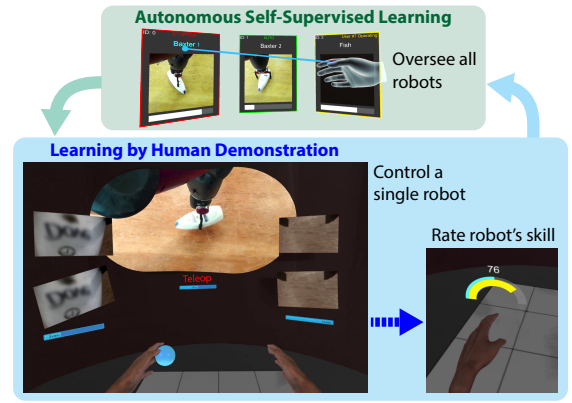 Autonomous Self-Supervised Learning
Baxter 1
Baxter 2
Fish
Oversee all
robots
Learning by Human Demonstration
Control a
single robot
Teleop
Rate robot's skill
76